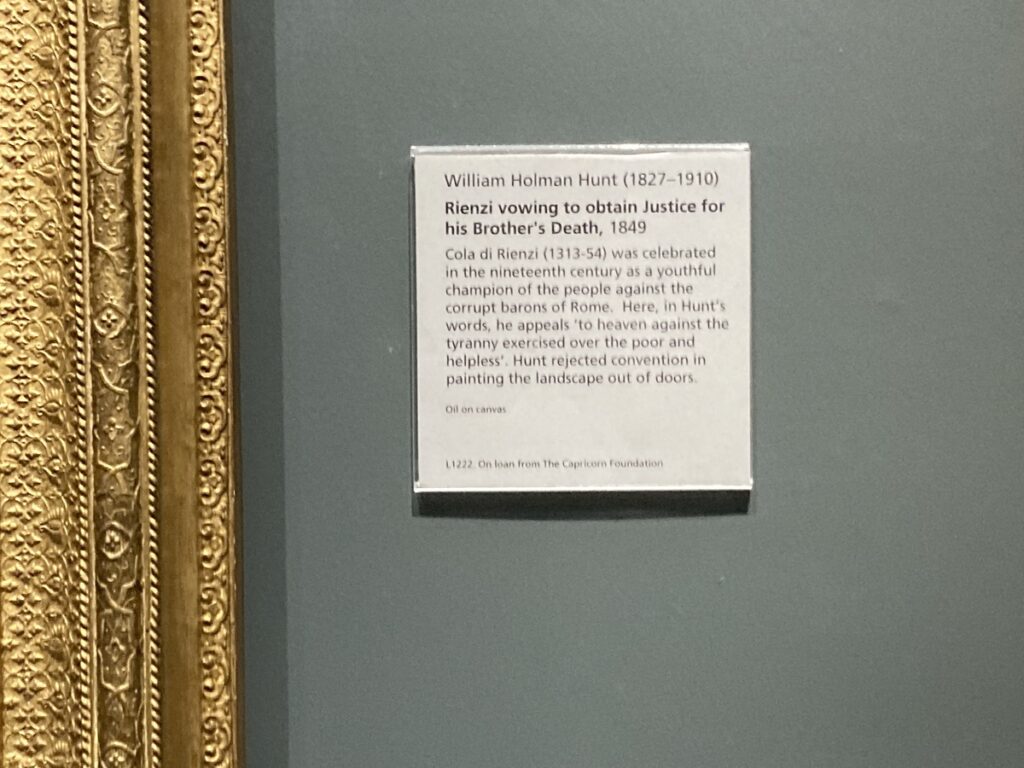 William Holman Hunt (1827–1910)
Rienzi vowing to obtain Justice for
his Brother's Death, 1849
Cola di Rienzi (1313-54) was celebrated
in the nineteenth century as a youthful
champion of the people against the
corrupt barons of Rome. Here, in Hunt's
words, he appeals 'to heaven against the
tyranny exercised over the poor and
helpless'. Hunt rejected convention in
painting the landscape out of doors.
Oil on canvas
L1222. On loan from The Capricorn Foundation